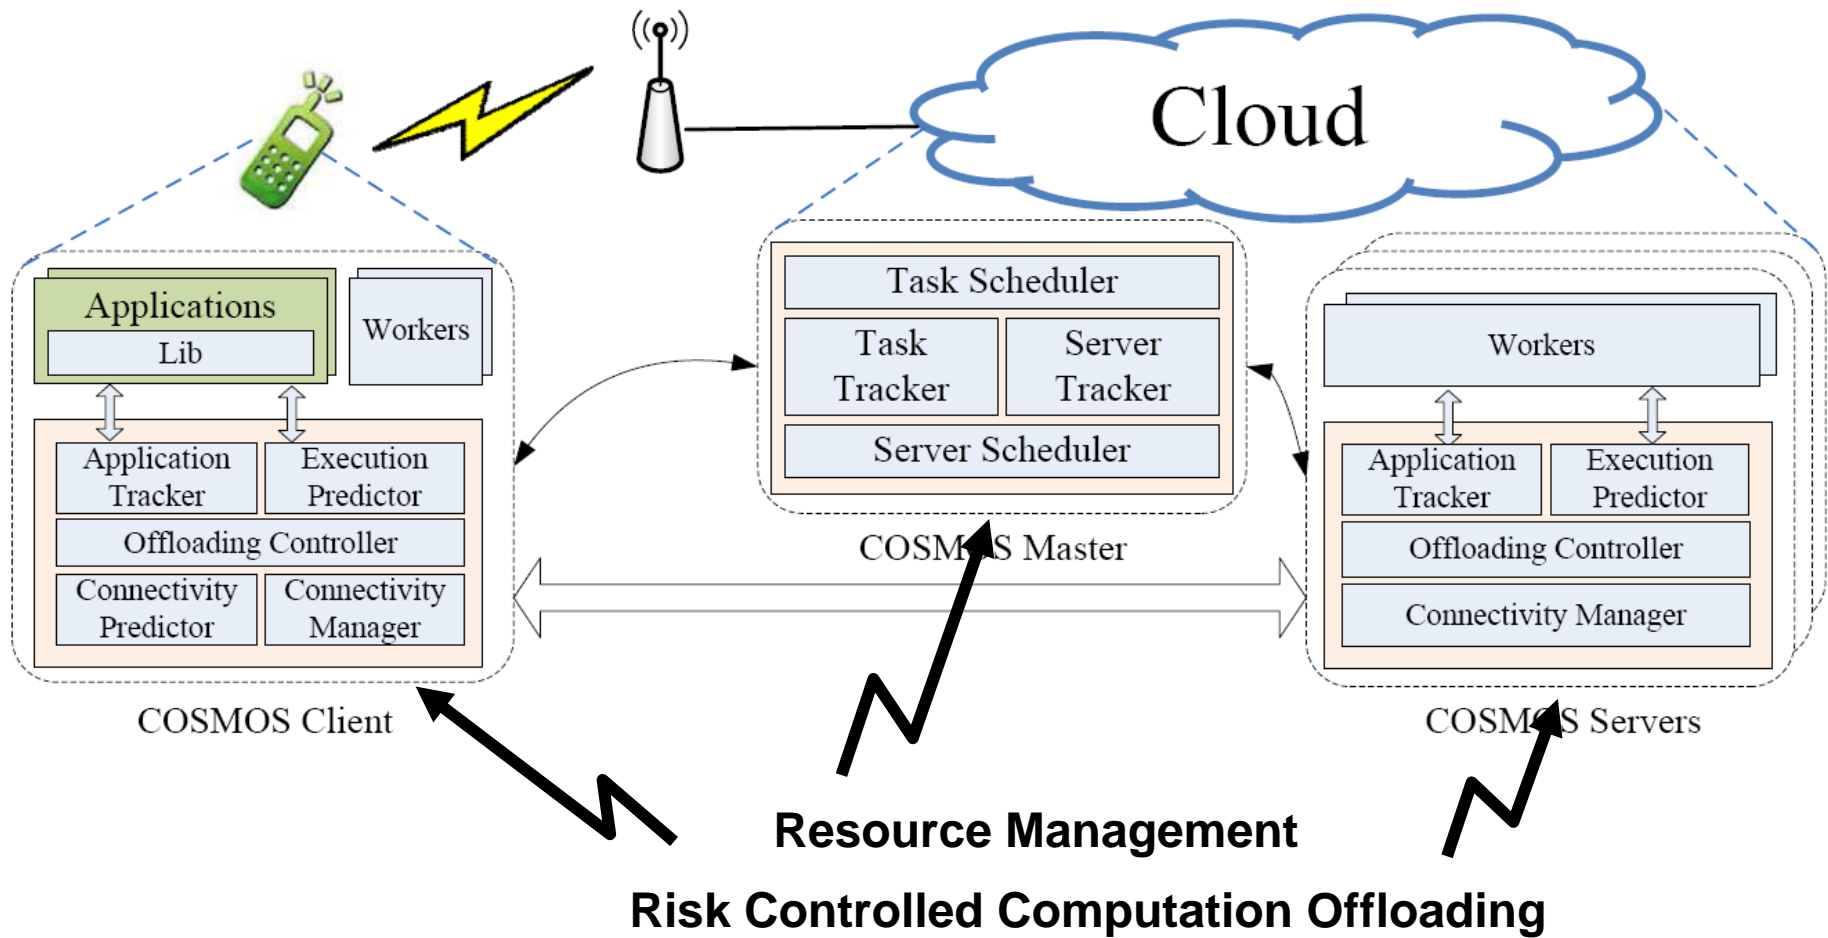 Cloud
Applications
Lib
Workers
Application
Tracker
Execution
Predictor
Offloading Controller
Connectivity
Predictor
Connectivity
Manager
COSMOS Client
Task Scheduler
Task
Tracker
Server
Tracker
Server Scheduler
COSMOS Master
Workers
Application
Tracker
Execution
Predictor
Offloading Controller
Connectivity Manager
COSMOS Servers
Resource Management
Risk Controlled Computation Offloading